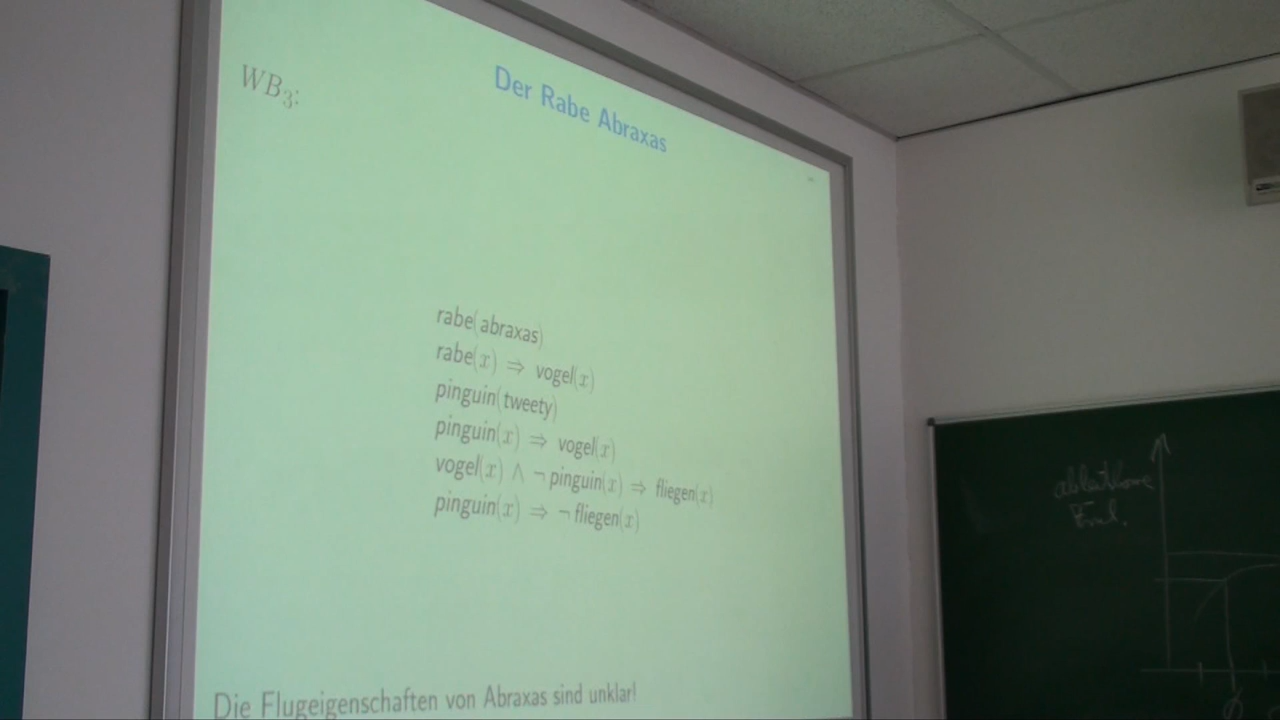 WB₃:
Der Rabe Abraxas
rabe(abraxas)
rabe(x) ⇒ vogel(x)
pinguin(tweety)
pinguin(x) ⇒ vogel(x)
vogel(x) ∧ ¬ pinguin(x) ⇒ fliegen(x)
pinguin(x) ⇒ ¬ fliegen(x)
Die Flugeigenschaften von Abraxas sind unklar!